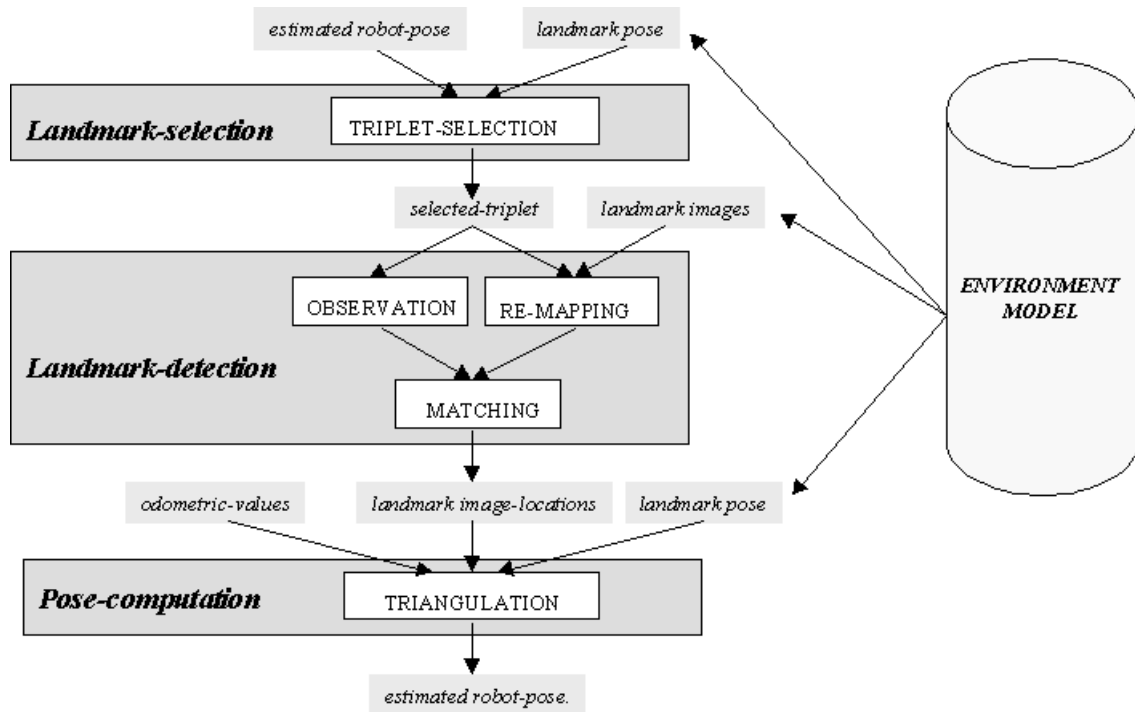 estimated robot-pose
landmark pose
Landmark-selection
TRIPLET-SELECTION
selected-triplet
landmark images
OBSERVATION
RE-MAPPING
Landmark-detection
MATCHING
ENVIRONMENT
MODEL
odometric-values
landmark image-locations
landmark pose
Pose-computation
TRIANGULATION
estimated robot-pose.